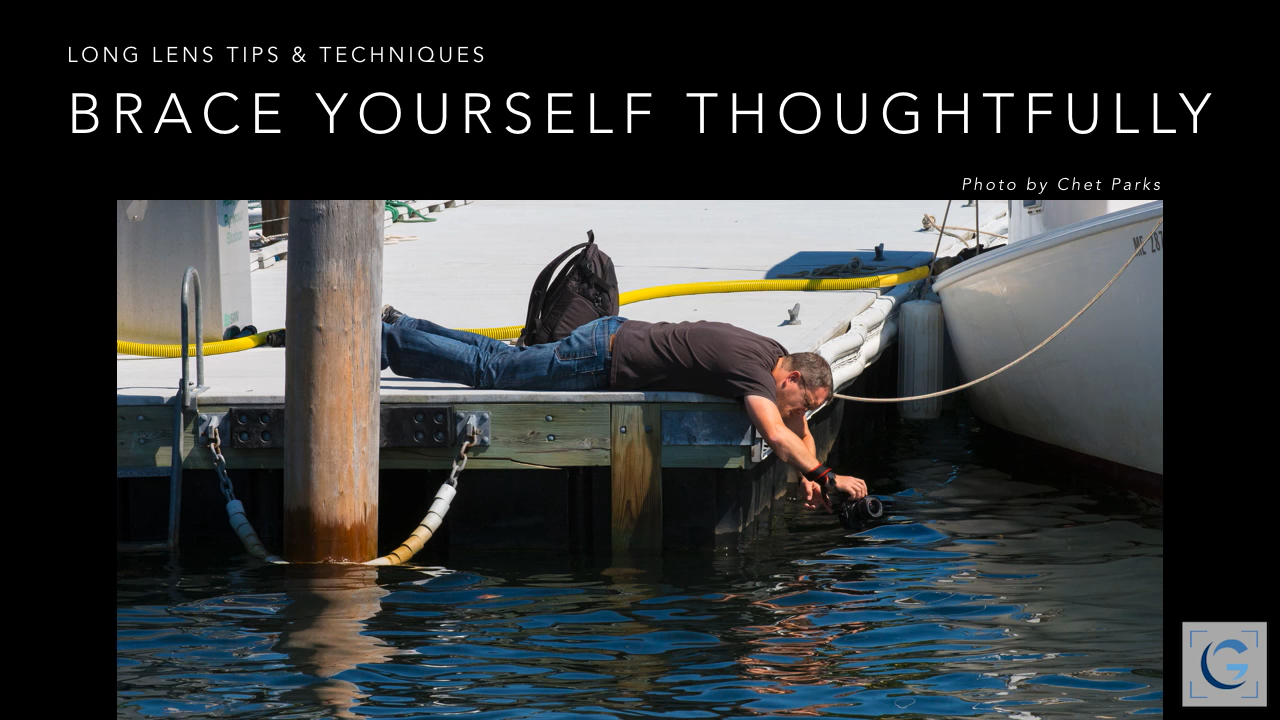 LONG LENS TIPS & TECHNIQUES
BRACE YOURSELF THOUGHTFULLY
Photo by Chet Parks